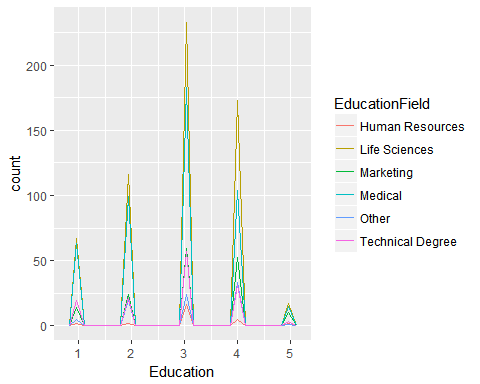 200
150
100
50
0
count
1 2 3 4 5
Education
EducationField
Human Resources
Life Sciences
Marketing
Medical
Other
Technical Degree